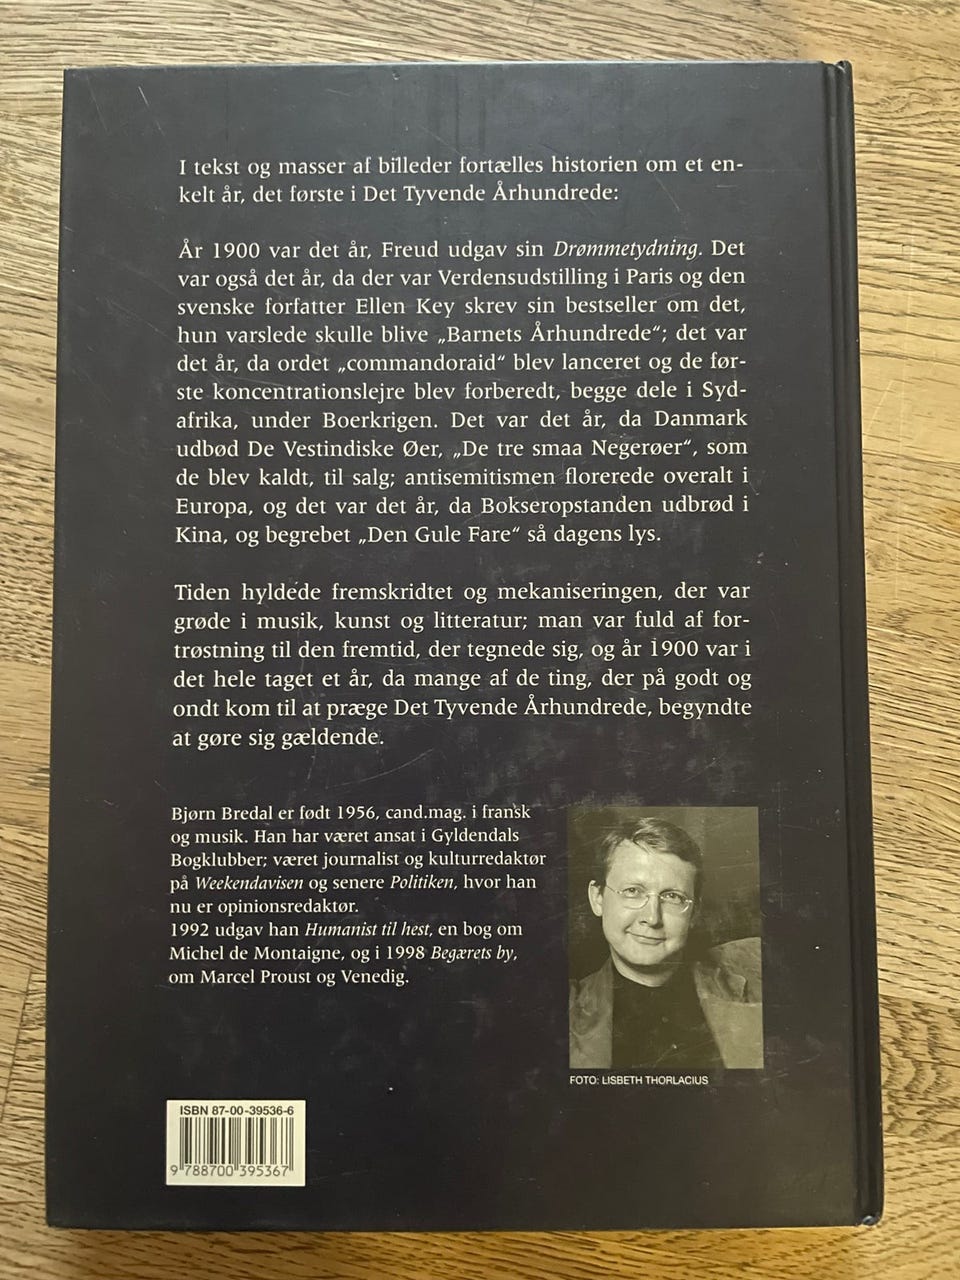 I tekst og masser af billeder fortælles historien om et en-
kelt år, det første i Det Tyvende Århundrede:
År 1900 var det år, Freud udgav sin Drømmetydning. Det
var også det år, da der var Verdensudstilling i Paris og den
svenske forfatter Ellen Key skrev sin bestseller om det,
hun varslede skulle blive „Barnets Århundrede“; det var
det år, da ordet „commandoraid“ blev lanceret og de før-
ste koncentrationslejre blev forberedt, begge dele i Syd-
afrika, under Boerkrigen. Det var det år, da Danmark
udbød De Vestindiske Øer, „De tre smaa Negerøer“, som
de blev kaldt, til salg; antisemitismen florerede overalt i
Europa, og det var det år, da Bokseropstanden udbrød i
Kina, og begrebet „Den Gule Fare“ så dagens lys.
Tiden hyldede fremskridtet og mekaniseringen, der var
grøde i musik, kunst og litteratur; man var fuld af for-
trøstning til den fremtid, der tegnede sig, og år 1900 var i
det hele taget et år, da mange af de ting, der på godt og
ondt kom til at præge Det Tyvende Århundrede, begyndte
at gøre sig gældende.
Bjørn Bredal er født 1956, cand.mag. i fransk
og musik. Han har været ansat i Gyldendals
Bogklubber; været journalist og kulturredaktør
på Weekendavisen og senere Politiken, hvor han
nu er opinionsredaktør.
1992 udgav han Humanist til hest, en bog om
Michel de Montaigne, og i 1998 Begærets by,
om Marcel Proust og Venedig.
FOTO: LISBETH THORLACIUS
ISBN 87-00-39536-6
9 788700 395367